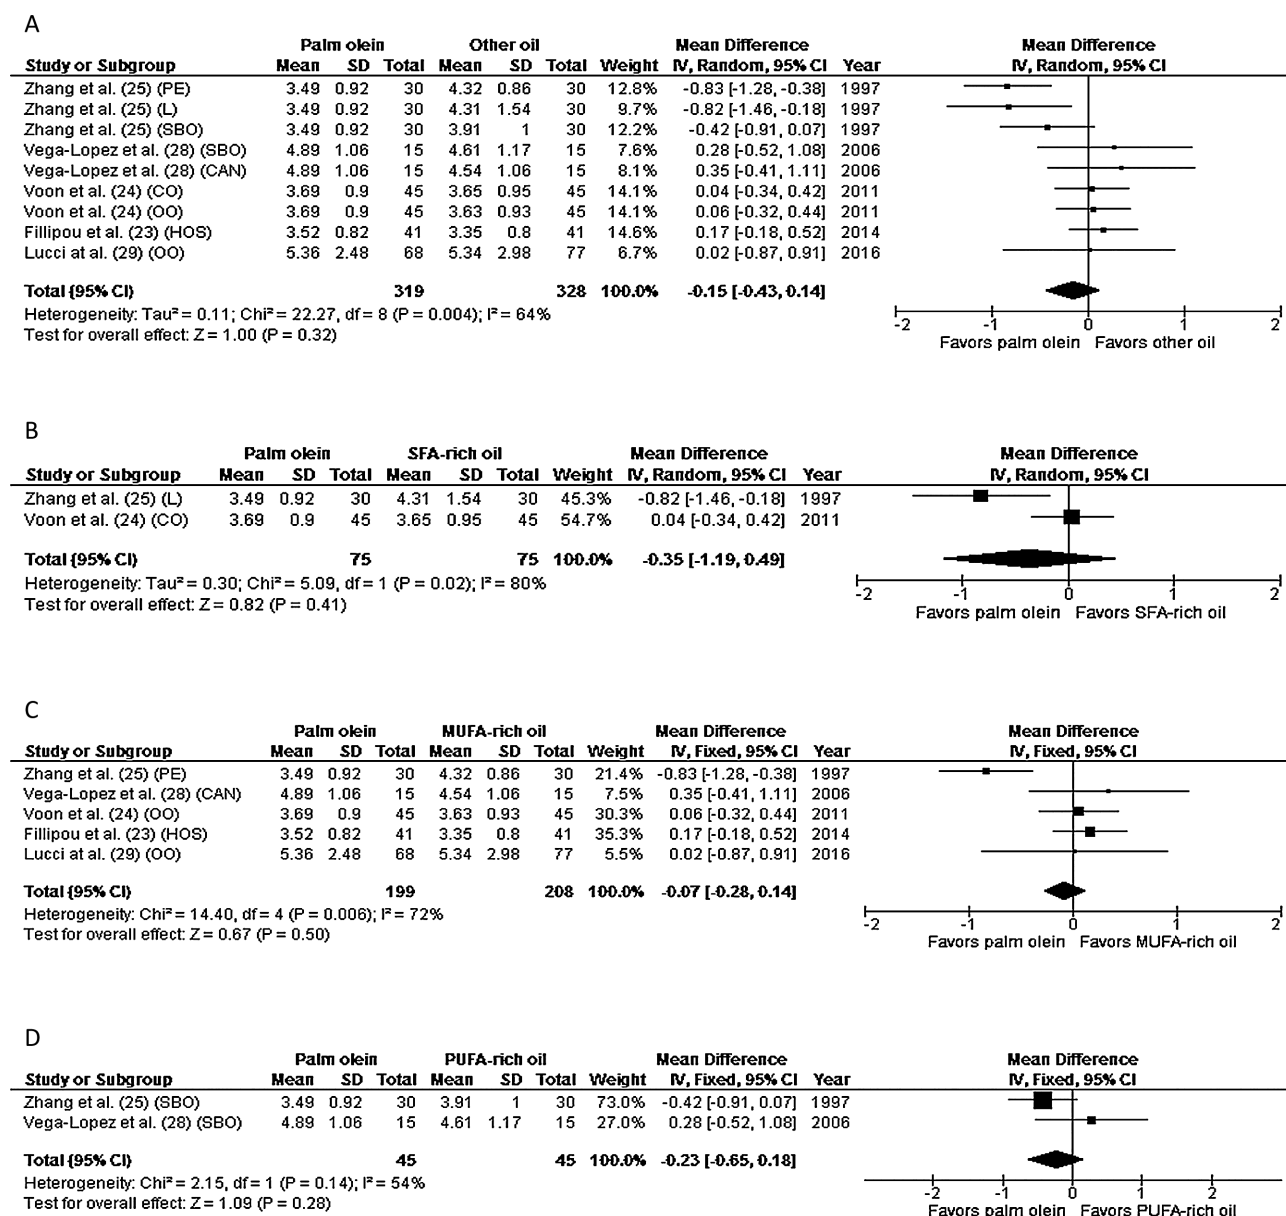 A
Palm olein Other oil Mean Difference Mean Difference
Study or Subgroup Mean SD Total Mean SD Total Weight IV, Random, 95% CI Year IV, Random, 95% CI
Zhang et al. (25) (PE) 3.49 0.92 30 4.32 0.86 30 12.8% -0.83 [-1.28, -0.38] 1997
Zhang et al. (25) (L) 3.49 0.92 30 4.31 1.54 30 9.7% -0.82 [-1.46, -0.18] 1997
Zhang et al. (25) (SBO) 3.49 0.92 30 3.91 1 30 12.2% -0.42 [-0.91, 0.07] 1997
Vega-Lopez et al. (28) (SBO) 4.89 1.06 15 4.61 1.17 15 7.6% 0.28 [-0.52, 1.08] 2006
Vega-Lopez et al. (28) (CAN) 4.89 1.06 15 4.54 1.06 15 8.1% 0.35 [-0.41, 1.11] 2006
Voon et al. (24) (CO) 3.69 0.9 45 3.65 0.95 45 14.1% 0.04 [-0.34, 0.42] 2011
Voon et al. (24) (OO) 3.69 0.9 45 3.63 0.93 45 14.1% 0.06 [-0.32, 0.44] 2011
Fillipou et al. (23) (HOS) 3.52 0.82 41 3.35 0.8 41 14.6% 0.17 [-0.18, 0.52] 2014
Lucci at al. (29) (OO) 5.36 2.48 68 5.34 2.98 77 6.7% 0.02 [-0.87, 0.91] 2016
Total (95% CI) 319 328 100.0% -0.15 [-0.43, 0.14]
Heterogeneity: Tau² = 0.11; Chi² = 22.27, df = 8 (P = 0.004); I² = 64%
Test for overall effect: Z = 1.00 (P = 0.32)
-2 -1 0 1 2
Favors palm olein Favors other oil
B
Palm olein SFA-rich oil Mean Difference Mean Difference
Study or Subgroup Mean SD Total Mean SD Total Weight IV, Random, 95% CI Year IV, Random, 95% CI
Zhang et al. (25) (L) 3.49 0.92 30 4.31 1.54 30 45.3% -0.82 [-1.46, -0.18] 1997
Voon et al. (24) (CO) 3.69 0.9 45 3.65 0.95 45 54.7% 0.04 [-0.34, 0.42] 2011
Total (95% CI) 75 75 100.0% -0.35 [-1.19, 0.49]
Heterogeneity: Tau² = 0.30; Chi² = 5.09, df = 1 (P = 0.02); I² = 80%
Test for overall effect: Z = 0.82 (P = 0.41)
-2 -1 0 1 2
Favors palm olein Favors SFA-rich oil
C
Palm olein MUFA-rich oil Mean Difference Mean Difference
Study or Subgroup Mean SD Total Mean SD Total Weight IV, Fixed, 95% CI Year IV, Fixed, 95% CI
Zhang et al. (25) (PE) 3.49 0.92 30 4.32 0.86 30 21.4% -0.83 [-1.28, -0.38] 1997
Vega-Lopez et al. (28) (CAN) 4.89 1.06 15 4.54 1.06 15 7.5% 0.35 [-0.41, 1.11] 2006
Voon et al. (24) (OO) 3.69 0.9 45 3.63 0.93 45 30.3% 0.06 [-0.32, 0.44] 2011
Fillipou et al. (23) (HOS) 3.52 0.82 41 3.35 0.8 41 35.3% 0.17 [-0.18, 0.52] 2014
Lucci at al. (29) (OO) 5.36 2.48 68 5.34 2.98 77 5.5% 0.02 [-0.87, 0.91] 2016
Total (95% CI) 199 208 100.0% -0.07 [-0.28, 0.14]
Heterogeneity: Chi² = 14.40, df = 4 (P = 0.006); I² = 72%
Test for overall effect: Z = 0.67 (P = 0.50)
-2 -1 0 1 2
Favors palm olein Favors MUFA-rich oil
D
Palm olein PUFA-rich oil Mean Difference Mean Difference
Study or Subgroup Mean SD Total Mean SD Total Weight IV, Fixed, 95% CI Year IV, Fixed, 95% CI
Zhang et al. (25) (SBO) 3.49 0.92 30 3.91 1 30 73.0% -0.42 [-0.91, 0.07] 1997
Vega-Lopez et al. (28) (SBO) 4.89 1.06 15 4.61 1.17 15 27.0% 0.28 [-0.52, 1.08] 2006
Total (95% CI) 45 45 100.0% -0.23 [-0.65, 0.18]
Heterogeneity: Chi² = 2.15, df = 1 (P = 0.14); I² = 54%
Test for overall effect: Z = 1.09 (P = 0.28)
-2 -1 0 1 2
Favors palm olein Favors PUFA-rich oil